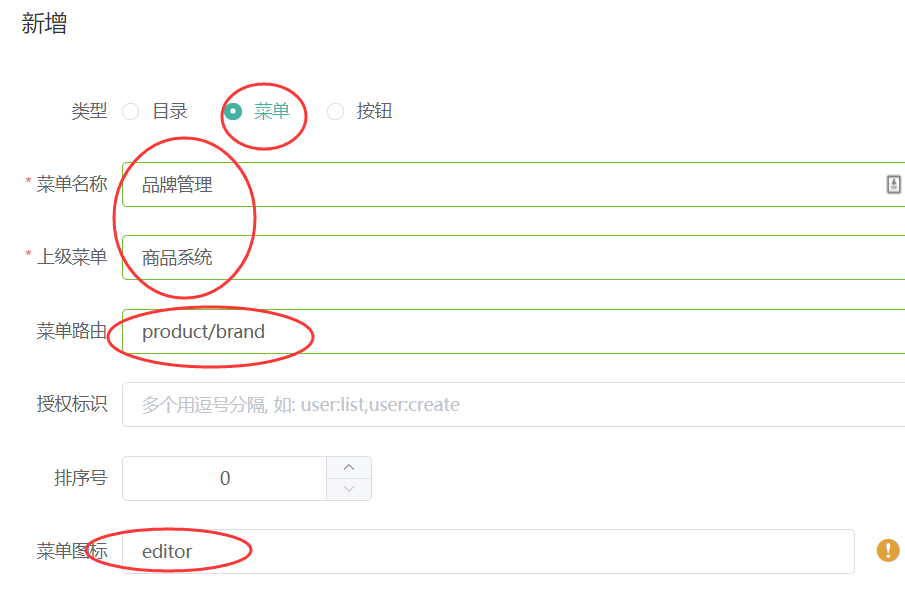 新增
类型 目录 菜单 按钮
* 菜单名称 品牌管理
* 上级菜单 商品系统
菜单路由 product/brand
授权标识 多个用逗号分隔, 如: user:list,user:create
排序号 0
菜单图标 editor